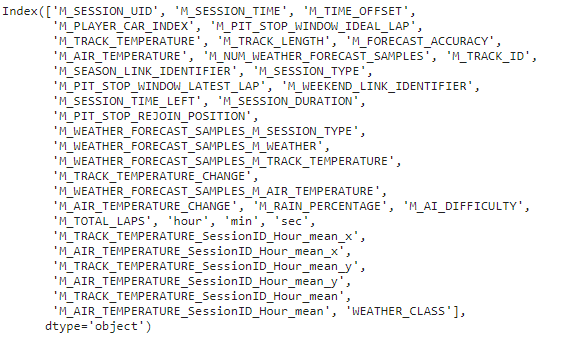 Index(['M_SESSION_UID', 'M_SESSION_TIME', 'M_TIME_OFFSET',
'M_PLAYER_CAR_INDEX', 'M_PIT_STOP_WINDOW_IDEAL_LAP',
'M_TRACK_TEMPERATURE', 'M_TRACK_LENGTH', 'M_FORECAST_ACCURACY',
'M_AIR_TEMPERATURE', 'M_NUM_WEATHER_FORECAST_SAMPLES', 'M_TRACK_ID',
'M_SEASON_LINK_IDENTIFIER', 'M_SESSION_TYPE',
'M_PIT_STOP_WINDOW_LATEST_LAP', 'M_WEEKEND_LINK_IDENTIFIER',
'M_SESSION_TIME_LEFT', 'M_SESSION_DURATION',
'M_PIT_STOP_REJOIN_POSITION',
'M_WEATHER_FORECAST_SAMPLES_M_SESSION_TYPE',
'M_WEATHER_FORECAST_SAMPLES_M_WEATHER',
'M_WEATHER_FORECAST_SAMPLES_M_TRACK_TEMPERATURE',
'M_TRACK_TEMPERATURE_CHANGE',
'M_WEATHER_FORECAST_SAMPLES_M_AIR_TEMPERATURE',
'M_AIR_TEMPERATURE_CHANGE', 'M_RAIN_PERCENTAGE', 'M_AI_DIFFICULTY',
'M_TOTAL_LAPS', 'hour', 'min', 'sec',
'M_TRACK_TEMPERATURE_SessionID_Hour_mean_x',
'M_AIR_TEMPERATURE_SessionID_Hour_mean_x',
'M_TRACK_TEMPERATURE_SessionID_Hour_mean_y',
'M_AIR_TEMPERATURE_SessionID_Hour_mean_y',
'M_TRACK_TEMPERATURE_SessionID_Hour_mean',
'M_AIR_TEMPERATURE_SessionID_Hour_mean', 'WEATHER_CLASS'],
dtype='object')